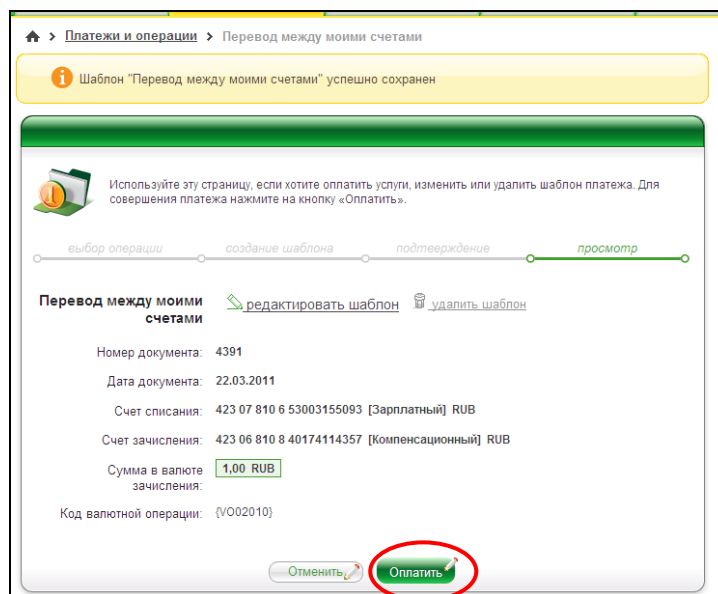 Платежи и операции > Перевод между моими счетами
Шаблон "Перевод между моими счетами" успешно сохранен
Используйте эту страницу, если хотите оплатить услуги, изменить или удалить шаблон платежа. Для
совершения платежа нажмите на кнопку «Оплатить».
выбор операции создание шаблона подтверждение просмотр
Перевод между моими счетами
редактировать шаблон удалить шаблон
Номер документа: 4391
Дата документа: 22.03.2011
Счет списания: 423 07 810 6 53003155093 [Зарплатный] RUB
Счет зачисления: 423 06 810 8 40174114357 [Компенсационный] RUB
Сумма в валюте зачисления: 1,00 RUB
Код валютной операции: {VO02010}
Отменить Оплатить